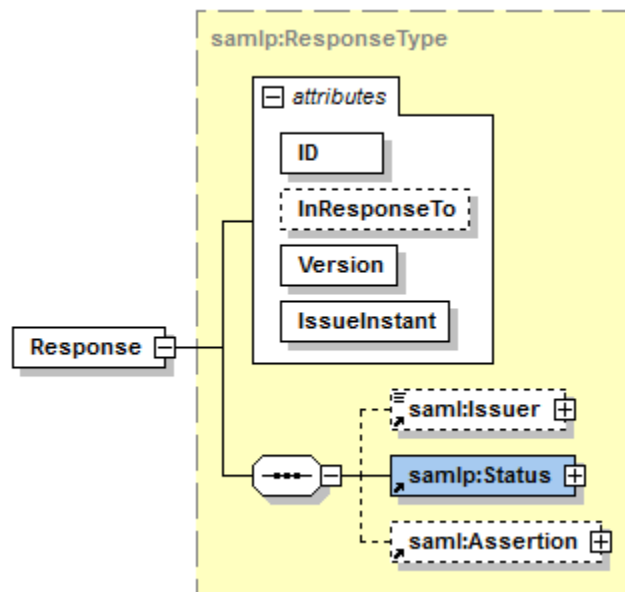 samlp:ResponseType
attributes
ID
InResponseTo
Version
IssueInstant
Response
saml:Issuer
samlp:Status
saml:Assertion